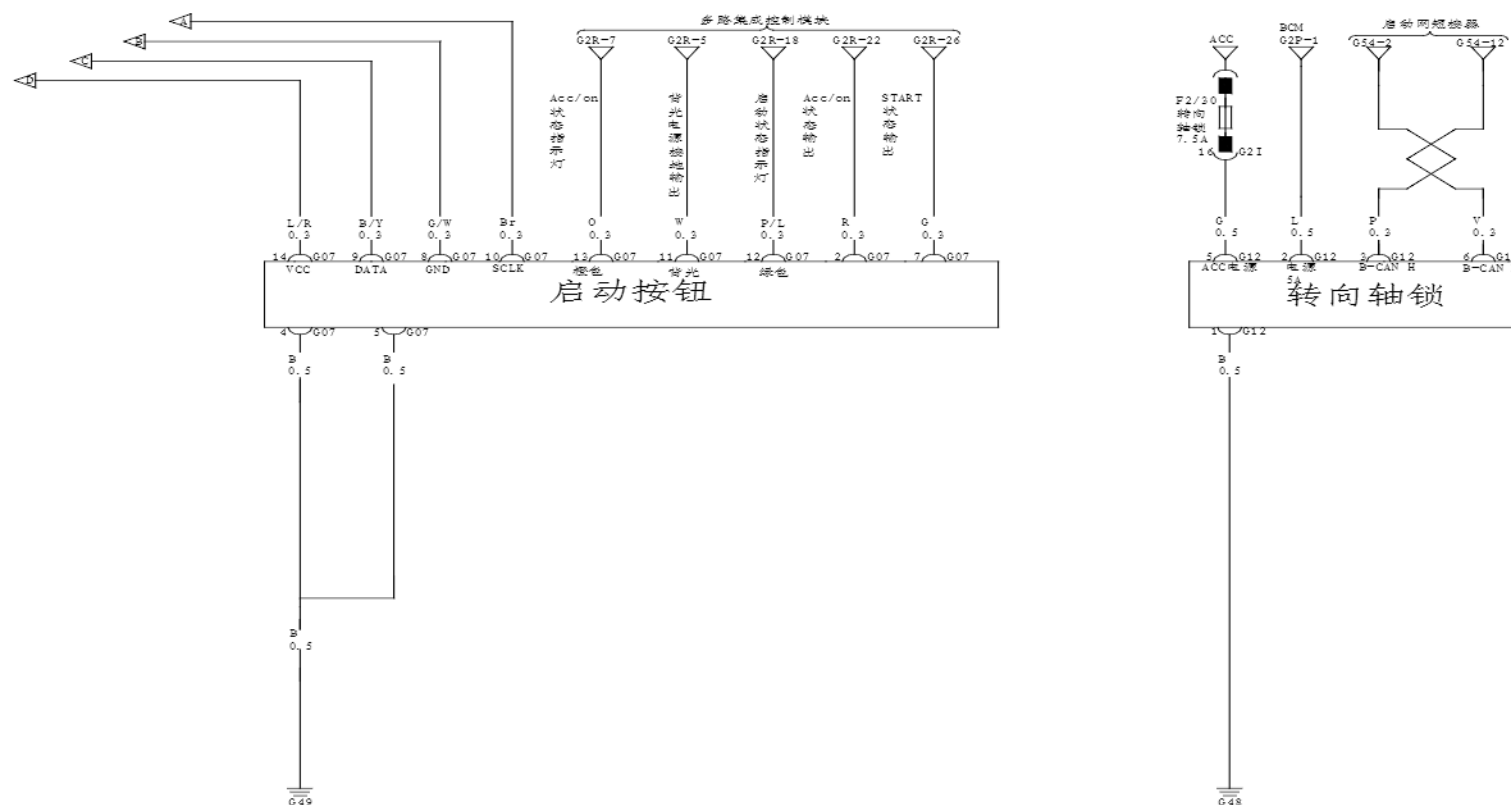 A
B
C
D
多路集成控制模块
G2R-7
G2R-5
G2R-18
G2R-22
G2R-26
Acc/on
状态指示灯
背光电源接地输出
启动状态指示灯
Acc/on
状态输出
START
状态输出
L/R
0.3
B/Y
0.3
G/W
0.3
Br
0.3
O
0.3
W
0.3
P/L
0.3
R
0.3
G
0.3
14 G07
9 G07
8 G07
10 G07
13 G07
11 G07
12 G07
2 G07
7 G07
VCC
DATA
GND
SCLK
橙色
背光
绿色
启动按钮
4 G07
5 G07
B
0.5
B
0.5
B
0.5
G49
ACC
BCM
G2P-1
启动网短接器
G54-2
G54-12
F2/30
转向
轴锁
7.5A
16 G2I
G
0.5
L
0.5
P
0.3
V
0.3
5 G12
2 G12
3 G12
6 G1
ACC电源
电源
5A
B-CAN H
B-CAN
转向轴锁
1 G12
B
0.5
G48